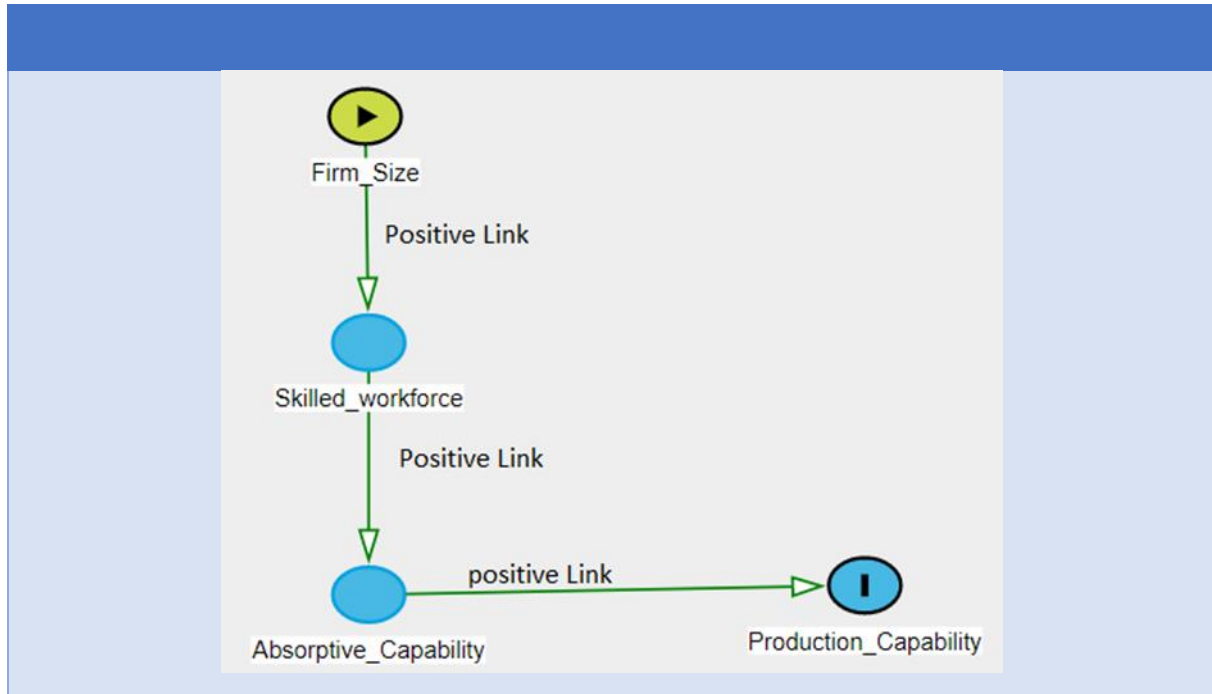 Firm_Size
Positive Link
Skilled_workforce
Positive Link
positive Link
Absorptive_Capability
Production_Capability